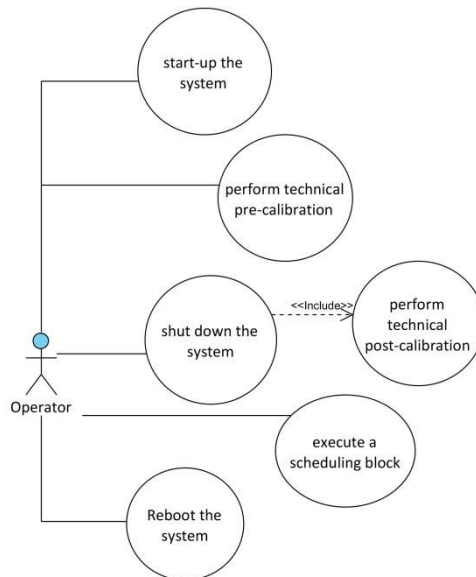 start-up the
system
perform technical
pre-calibration
shut down the
system
<<Include>>
perform
technical
post-calibration
Operator
execute a
scheduling block
Reboot the
system